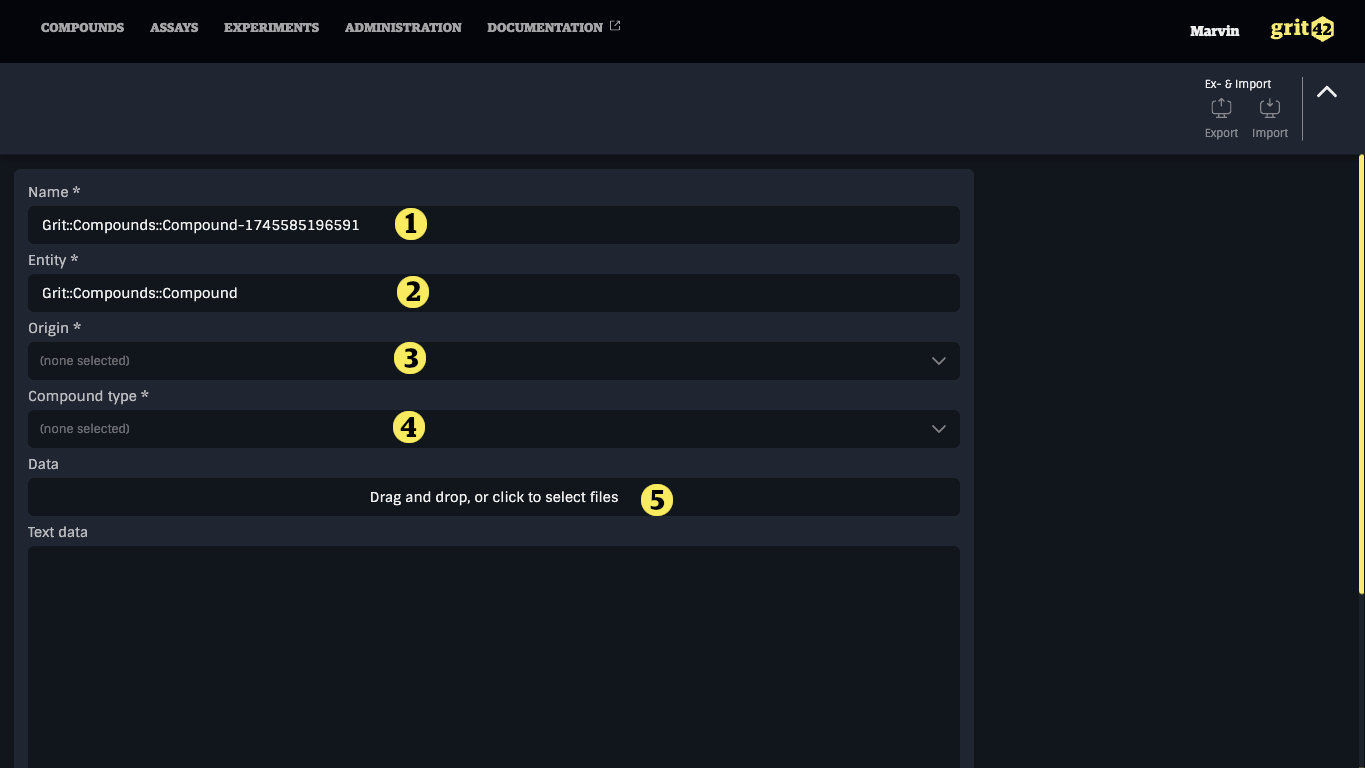 COMPOUNDS ASSAYS EXPERIMENTS ADMINISTRATION DOCUMENTATION Marvin grit42
Ex- & Import
Export Import
Name *
Grit::Compounds::Compound-1745585196591 1
Entity *
Grit::Compounds::Compound 2
Origin *
(none selected) 3
Compound type *
(none selected) 4
Data
Drag and drop, or click to select files 5
Text data